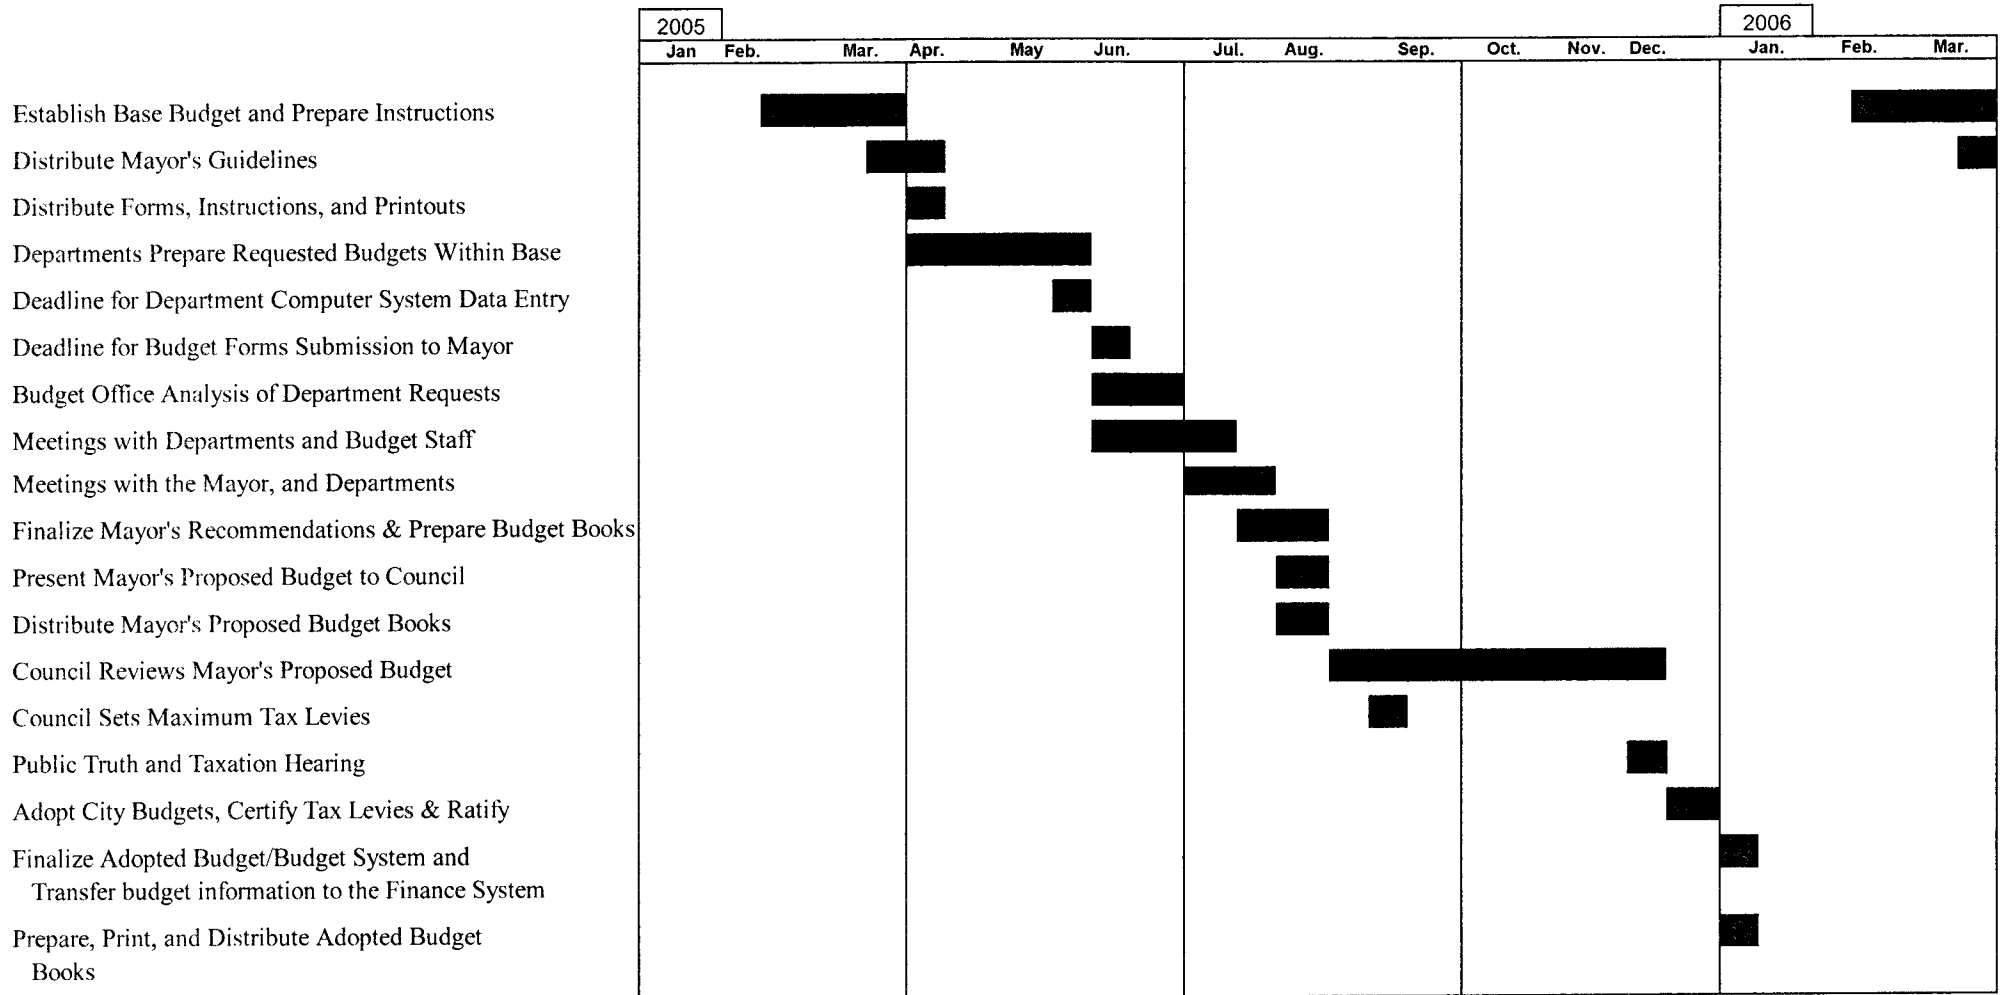 2005 2006
Jan Feb. Mar. Apr. May Jun. Jul. Aug. Sep. Oct. Nov. Dec. Jan. Feb. Mar.
Establish Base Budget and Prepare Instructions
Distribute Mayor's Guidelines
Distribute Forms, Instructions, and Printouts
Departments Prepare Requested Budgets Within Base
Deadline for Department Computer System Data Entry
Deadline for Budget Forms Submission to Mayor
Budget Office Analysis of Department Requests
Meetings with Departments and Budget Staff
Meetings with the Mayor, and Departments
Finalize Mayor's Recommendations & Prepare Budget Books
Present Mayor's Proposed Budget to Council
Distribute Mayor's Proposed Budget Books
Council Reviews Mayor's Proposed Budget
Council Sets Maximum Tax Levies
Public Truth and Taxation Hearing
Adopt City Budgets, Certify Tax Levies & Ratify
Finalize Adopted Budget/Budget System and
Transfer budget information to the Finance System
Prepare, Print, and Distribute Adopted Budget
Books